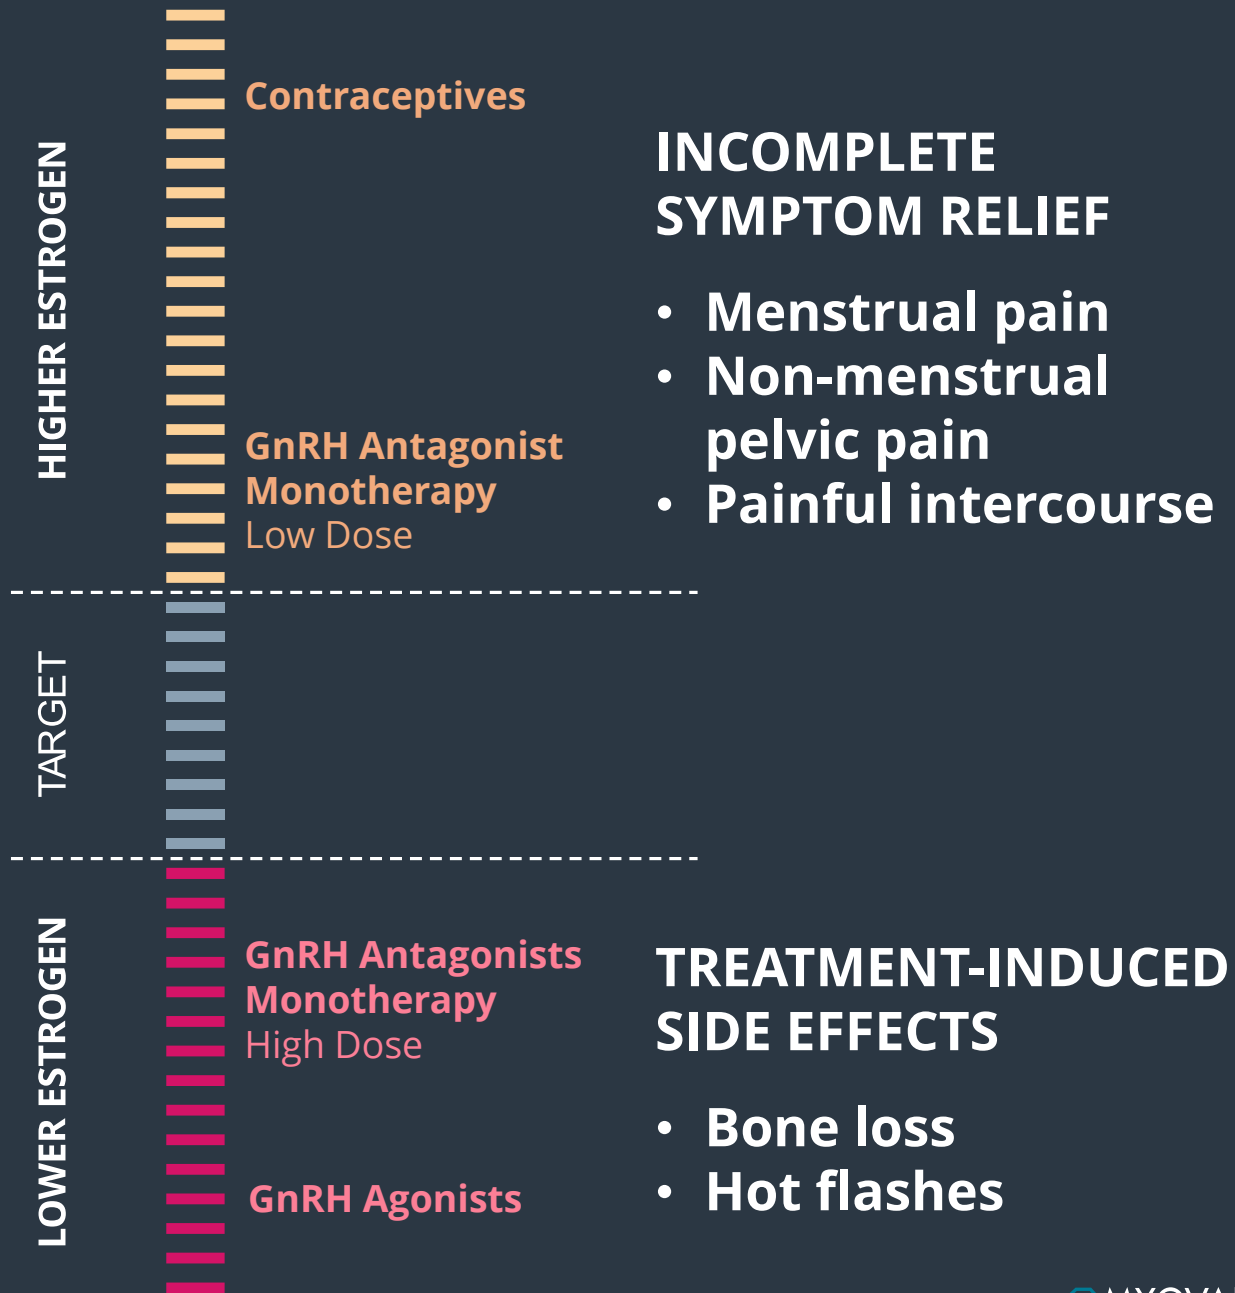 HIGHER ESTROGEN
Contraceptives
GnRH Antagonist
Monotherapy
Low Dose
INCOMPLETE
SYMPTOM RELIEF
• Menstrual pain
• Non-menstrual
pelvic pain
• Painful intercourse
TARGET
LOWER ESTROGEN
GnRH Antagonists
Monotherapy
High Dose
GnRH Agonists
TREATMENT-INDUCED
SIDE EFFECTS
• Bone loss
• Hot flashes